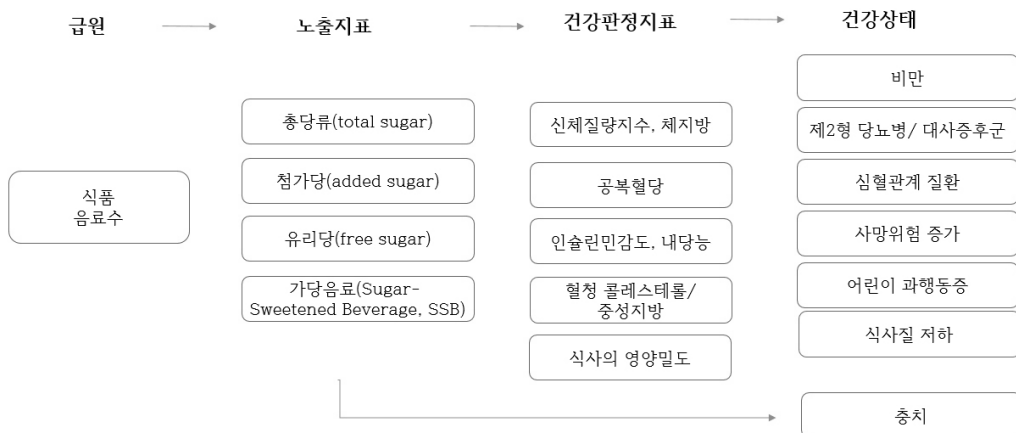 급원
노출지표
건강판정지표
건강상태
식품
음료수
총당류(total sugar)
첨가당(added sugar)
유리당(free sugar)
가당음료(Sugar-
Sweetened Beverage, SSB)
신체질량지수, 체지방
공복혈당
인슐린민감도, 내당능
혈청 콜레스테롤/
중성지방
식사의 영양밀도
비만
제2형 당뇨병/ 대사증후군
심혈관계 질환
사망위험 증가
어린이 과행동증
식사질 저하
충치